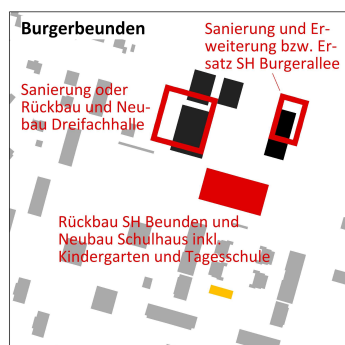 Burgerbeunden
Sanierung und Er-
weiterung bzw. Er-
satz SH Burgerallee
Sanierung oder
Rückbau und Neu-
bau Dreifachhalle
Rückbau SH Beunden und
Neubau Schulhaus inkl.
Kindergarten und Tagesschule